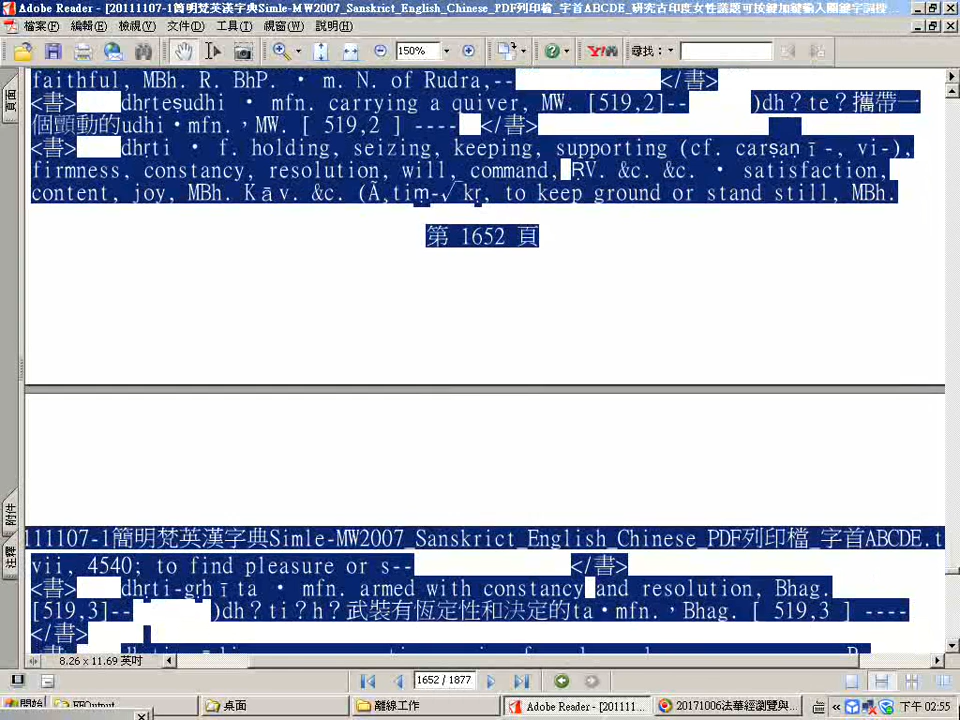 Adobe Reader - [20111107-1簡明梵英漢字典Simle-MW2007_Sanskrict_English_Chinese_PDF列印檔_字首ABCDE_研究古印度女性議題可按鍵加鍵輸入關鍵字詞搜
檔案(F) 編輯(E) 檢視(V) 文件(D) 工具(T) 視窗(W) 說明(H)
150% Y! 尋找:
頁面
faithful, MBh. R. BhP. · m. N. of Rudra,-- </書>
<書> dhṛteṣudhi · mfn. carrying a quiver, MW. [519,2]-- )dh？te？攜帶一
個顫動的udhi·mfn.，MW. [ 519,2 ] ---- </書>
<書> dhṛti · f. holding, seizing, keeping, supporting (cf. carṣaṇī-, vi-),
firmness, constancy, resolution, will, command, ṚV. &c. &c. · satisfaction,
content, joy, MBh. Kāv. &c. (Ã,tiṃ-√kṛ, to keep ground or stand still, MBh.
第 1652 頁
附件
註釋
111107-1簡明梵英漢字典Simle-MW2007_Sanskrict_English_Chinese_PDF列印檔_字首ABCDE.t
vii, 4540; to find pleasure or s-- </書>
<書> dhṛti-gṛhīta · mfn. armed with constancy and resolution, Bhag.
[519,3]-- )dh？ti？h？武裝有恆定性和決定的ta·mfn.，Bhag. [ 519,3 ] ----
</書>
8.26 x 11.69 英吋
1652 / 1877
開始 FFOutput 桌面 離線工作 Adobe Reader - [201111... 20171006法華經瀏覽與... 下午 02:55